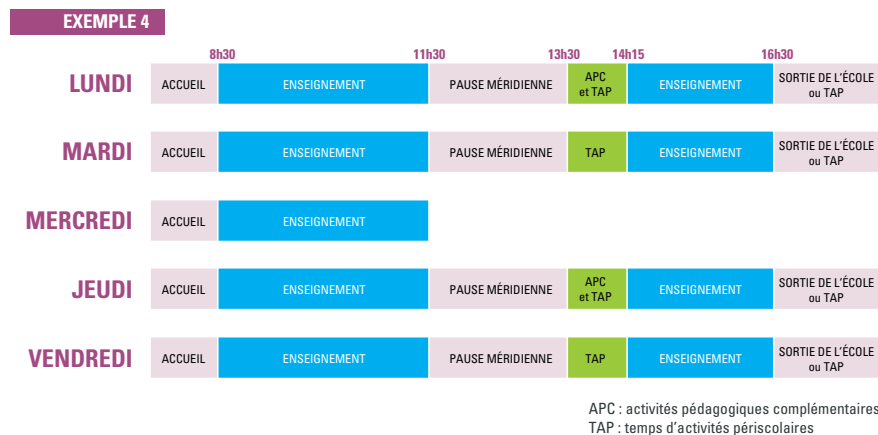 EXEMPLE 4
8h30 11h30 13h30 14h15 16h30
LUNDI ACCUEIL ENSEIGNEMENT PAUSE MÉRIDIENNE APC et TAP ENSEIGNEMENT SORTIE DE L'ÉCOLE ou TAP
MARDI ACCUEIL ENSEIGNEMENT PAUSE MÉRIDIENNE TAP ENSEIGNEMENT SORTIE DE L'ÉCOLE ou TAP
MERCREDI ACCUEIL ENSEIGNEMENT
JEUDI ACCUEIL ENSEIGNEMENT PAUSE MÉRIDIENNE APC et TAP ENSEIGNEMENT SORTIE DE L'ÉCOLE ou TAP
VENDREDI ACCUEIL ENSEIGNEMENT PAUSE MÉRIDIENNE TAP ENSEIGNEMENT SORTIE DE L'ÉCOLE ou TAP
APC : activités pédagogiques complémentaires
TAP : temps d'activités périscolaires